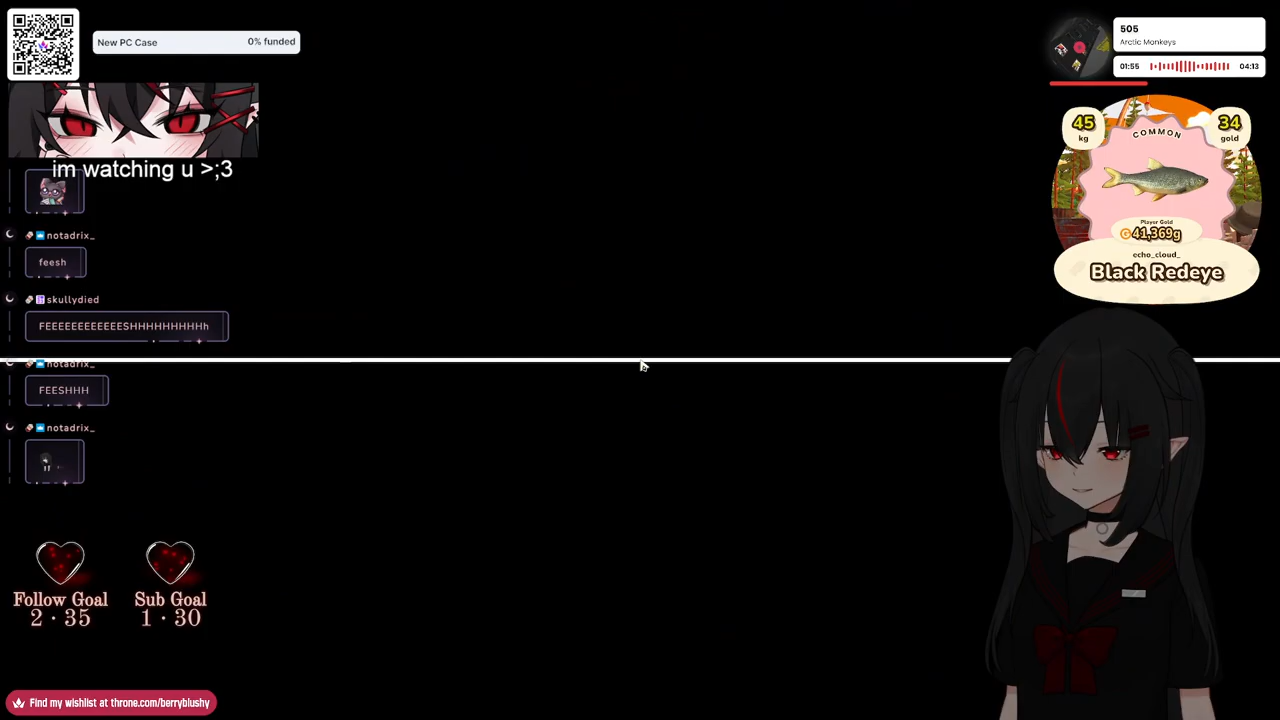 New PC Case 0% funded
im watching u >;3
notadrix_
feesh
skullydied
FEEEEEEEEEEEESHHHHHHHHHh
notadrix_
FEESHHH
notadrix_
Follow Goal
2 · 35
Sub Goal
1 · 30
Find my wishlist at throne.com/berryblushy
505
Arctic Monkeys
01:55 04:13
45
kg
COMMON
34
gold
Player Gold
G 41,369g
echo_cloud_
Black Redeye